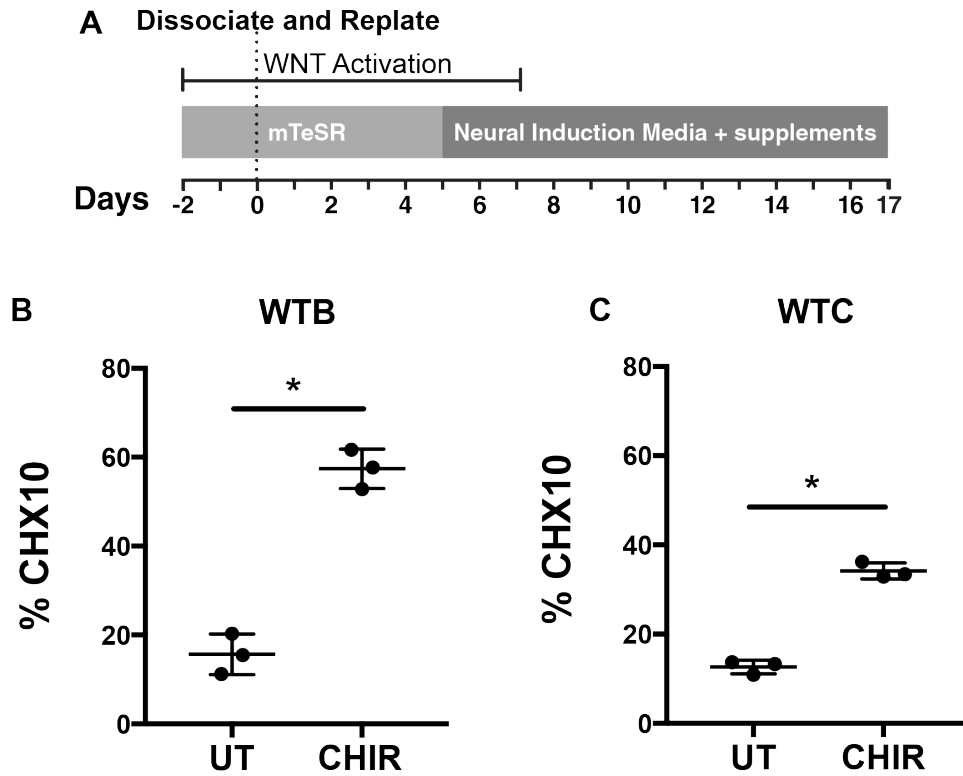 A Dissociate and Replate
WNT Activation
mTeSR Neural Induction Media + supplements
Days -2 0 2 4 6 8 10 12 14 16 17
B WTB
80
60
40
20
0
% CHX10
*
UT CHIR
C WTC
80
60
40
20
0
% CHX10
*
UT CHIR